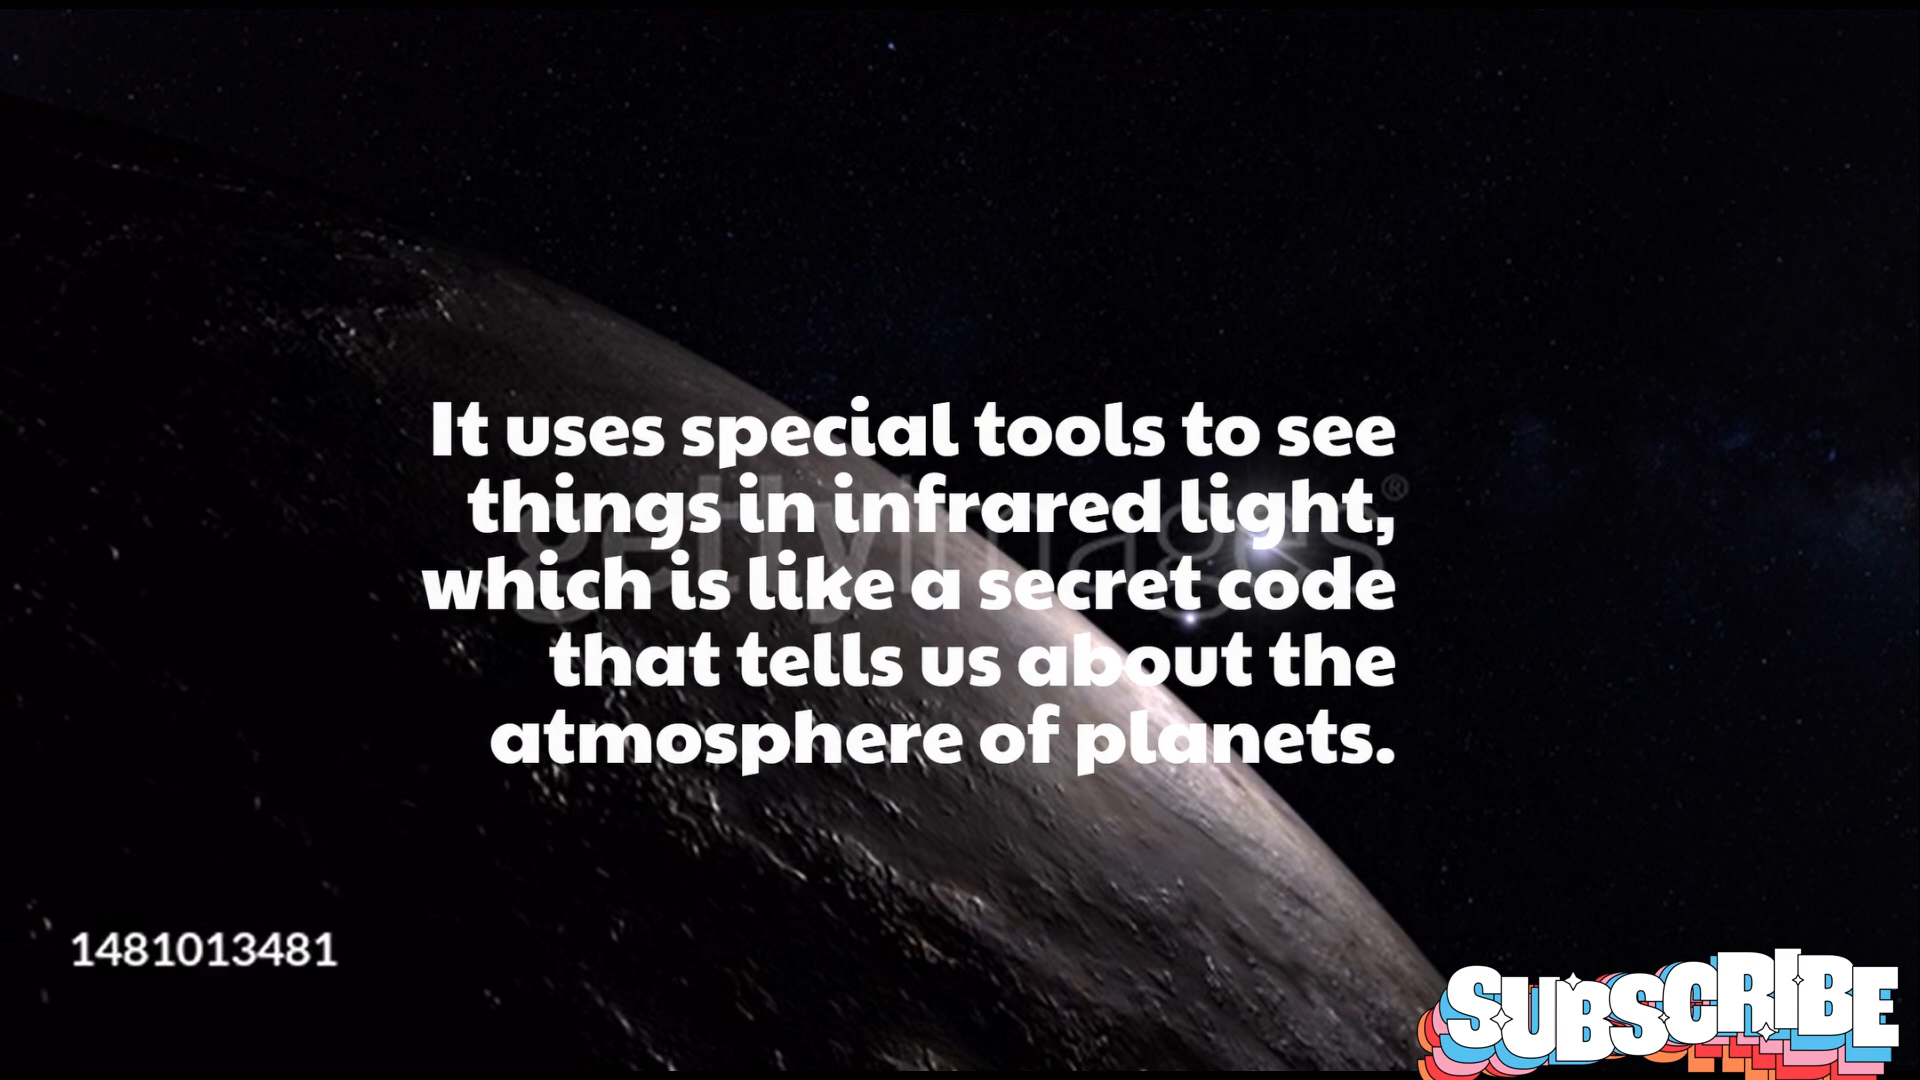 It uses special tools to see
things in infrared light,
which is like a secret code
that tells us about the
atmosphere of planets.
gettyimages®
1481013481
SUBSCRIBE